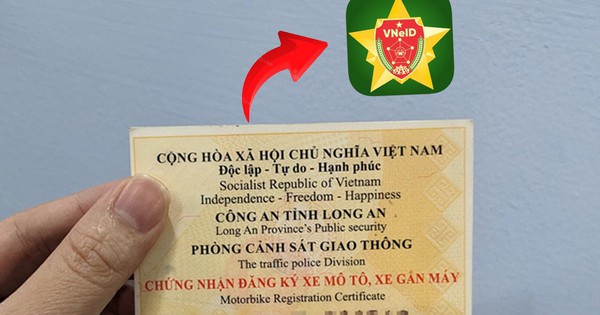 VNeID
CỘNG HÒA XÃ HỘI CHỦ NGHĨA VIỆT NAM
Độc lập - Tự do - Hạnh phúc
Socialist Republic of Vietnam
Independence - Freedom - Happiness
CÔNG AN TỈNH LONG AN
Long An Province's Public security
PHÒNG CẢNH SÁT GIAO THÔNG
The traffic police Division
CHỨNG NHẬN ĐĂNG KÝ XE MÔ TÔ, XE GẮN MÁY
Motorbike Registration Certificate